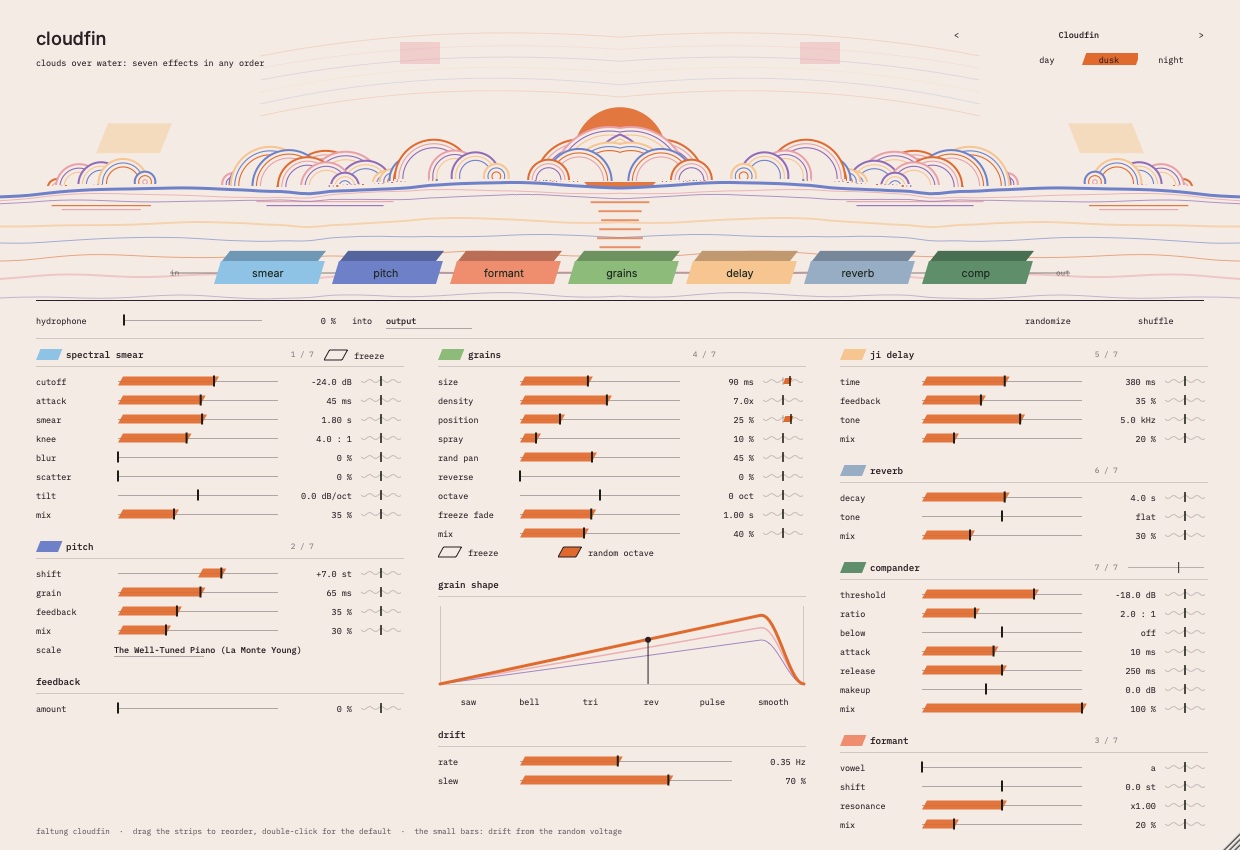 cloudfin
clouds over water: seven effects in any order
< Cloudfin >
day dusk night
in smear pitch formant grains delay reverb comp out
hydrophone 0 % into output randomize shuffle
spectral smear 1 / 7 freeze
cutoff -24.0 dB
attack 45 ms
smear 1.80 s
knee 4.0 : 1
blur 0 %
scatter 0 %
tilt 0.0 dB/oct
mix 35 %
pitch 2 / 7
shift +7.0 st
grain 65 ms
feedback 35 %
mix 30 %
scale The Well-Tuned Piano (La Monte Young)
feedback
amount 0 %
grains 4 / 7
size 90 ms
density 7.0x
position 25 %
spray 10 %
rand pan 45 %
reverse 0 %
octave 0 oct
freeze fade 1.00 s
mix 40 %
freeze random octave
grain shape
saw bell tri rev pulse smooth
drift
rate 0.35 Hz
slew 70 %
ji delay 5 / 7
time 380 ms
feedback 35 %
tone 5.0 kHz
mix 20 %
reverb 6 / 7
decay 4.0 s
tone flat
mix 30 %
compander 7 / 7
threshold -18.0 dB
ratio 2.0 : 1
below off
attack 10 ms
release 250 ms
makeup 0.0 dB
mix 100 %
formant 3 / 7
vowel a
shift 0.0 st
resonance x1.00
mix 20 %
faltung cloudfin · drag the strips to reorder, double-click for the default · the small bars: drift from the random voltage